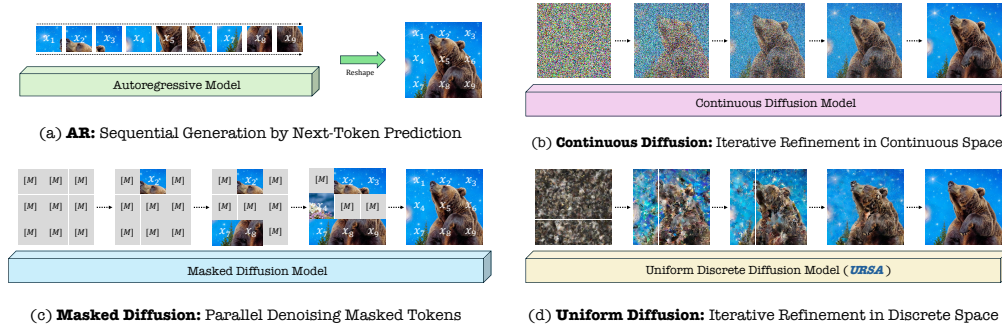 x1 x2 x3 x4 x5 x6 x7 x8 x9
Reshape
x1 x2 x3
x4 x5 x6
x7 x8 x9
Autoregressive Model
(a) AR: Sequential Generation by Next-Token Prediction
Continuous Diffusion Model
(b) Continuous Diffusion: Iterative Refinement in Continuous Space
[M] [M] [M]
[M] [M] [M]
[M] [M] [M]
[M] x2 [M]
[M] [M] [M]
[M] [M] [M]
[M] x2 [M]
[M] [M] [M]
x7 x8 [M]
[M] x2 x3
x4 [M] [M]
x7 x8 x9
x1 x2 x3
x4 x5 x6
x7 x8 x9
Masked Diffusion Model
(c) Masked Diffusion: Parallel Denoising Masked Tokens
Uniform Discrete Diffusion Model (URSA)
(d) Uniform Diffusion: Iterative Refinement in Discrete Space